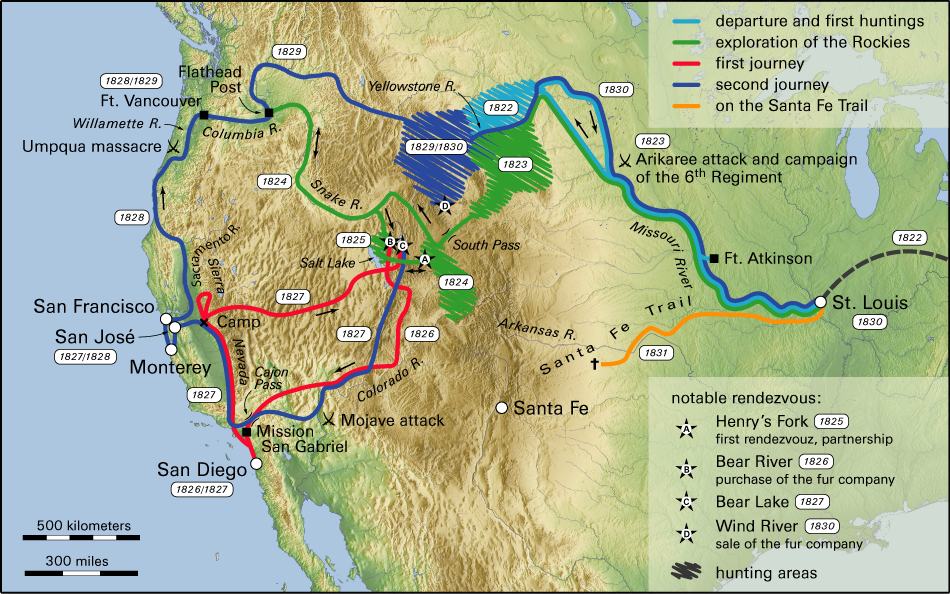 departure and first huntings
exploration of the Rockies
first journey
second journey
on the Santa Fe Trail
1829
1828/1829
Flathead
Post
Ft. Vancouver
Willamette R.
Columbia R.
Umpqua massacre
Yellowstone R.
1822
1830
1829/1830
1823
1823
Arikaree attack and campaign
of the 6th Regiment
1824
Snake R.
D
1828
Sacramento R.
Sierra
Nevada
1825
B
C
A
Salt Lake
South Pass
1824
Missouri River
Ft. Atkinson
1822
St. Louis
1830
San Francisco
San José
1827/1828
Monterey
Camp
1827
1827
1826
Arkansas R.
Santa Fe Trail
1831
Cajon
Pass
Colorado R.
1827
Santa Fe
Mojave attack
Mission
San Gabriel
San Diego
1826/1827
500 kilometers
300 miles
notable rendezvous:
A
Henry's Fork 1825
first rendezvouz, partnership
B
Bear River 1826
purchase of the fur company
C
Bear Lake 1827
D
Wind River 1830
sale of the fur company
hunting areas